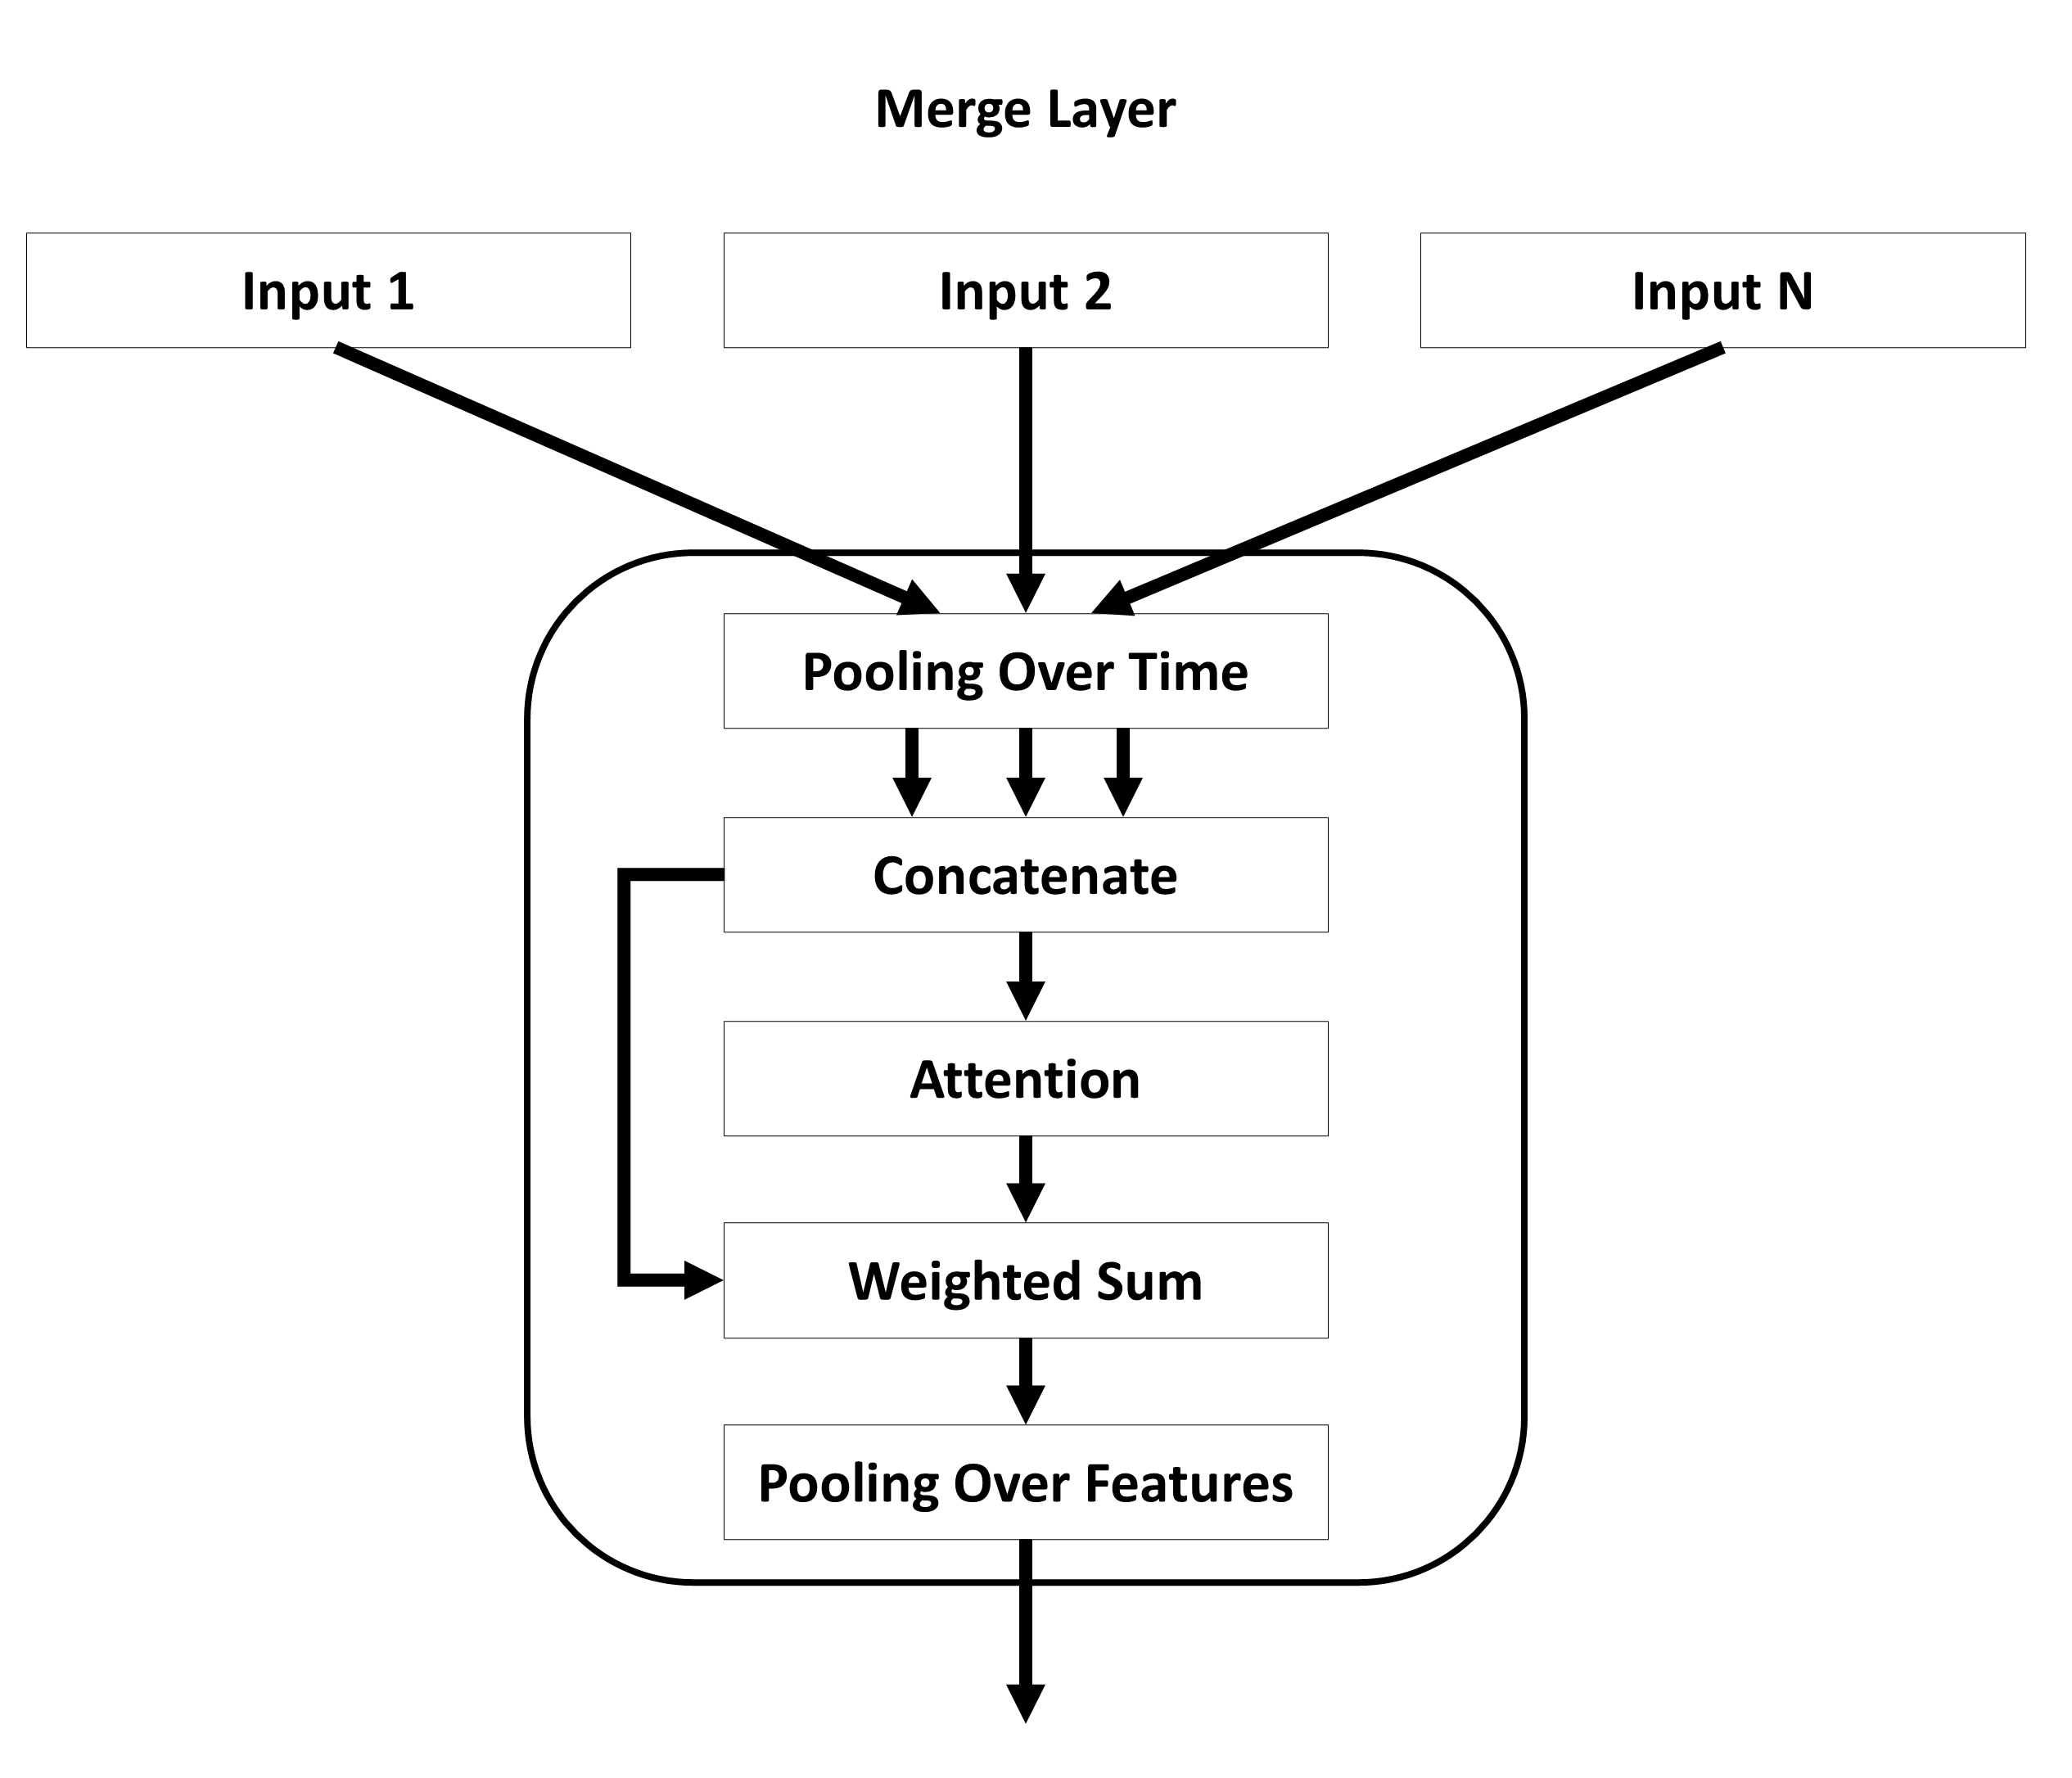 Merge Layer
Input 1
Input 2
Input N
Pooling Over Time
Concatenate
Attention
Weighted Sum
Pooling Over Features